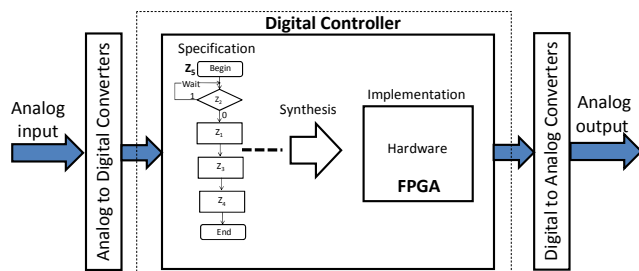 Digital Controller
Analog
input
Analog to Digital Converters
Specification
Z5
Begin
Wait
1
Z2
0
Z1
Z3
Z4
End
Synthesis
Implementation
Hardware
FPGA
Digital to Analog Converters
Analog
output